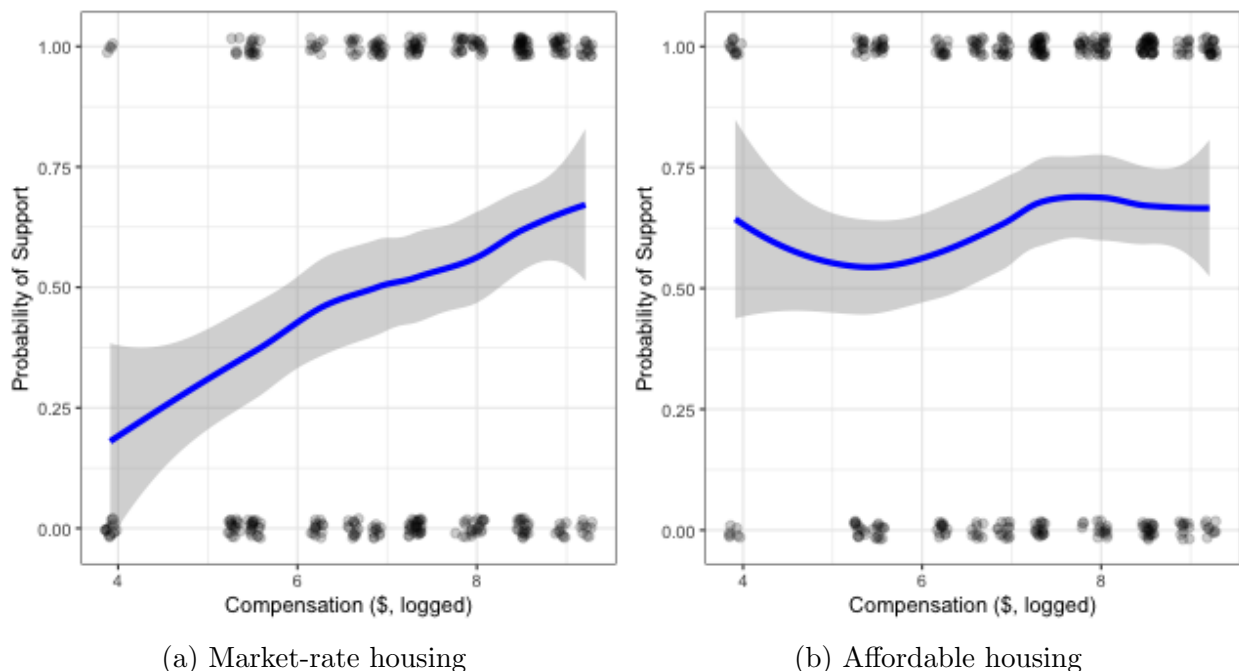 1.00
0.75
0.50
0.25
0.00
Probability of Support
4 6 8
Compensation ($, logged)
(a) Market-rate housing
1.00
0.75
0.50
0.25
0.00
Probability of Support
4 6 8
Compensation ($, logged)
(b) Affordable housing